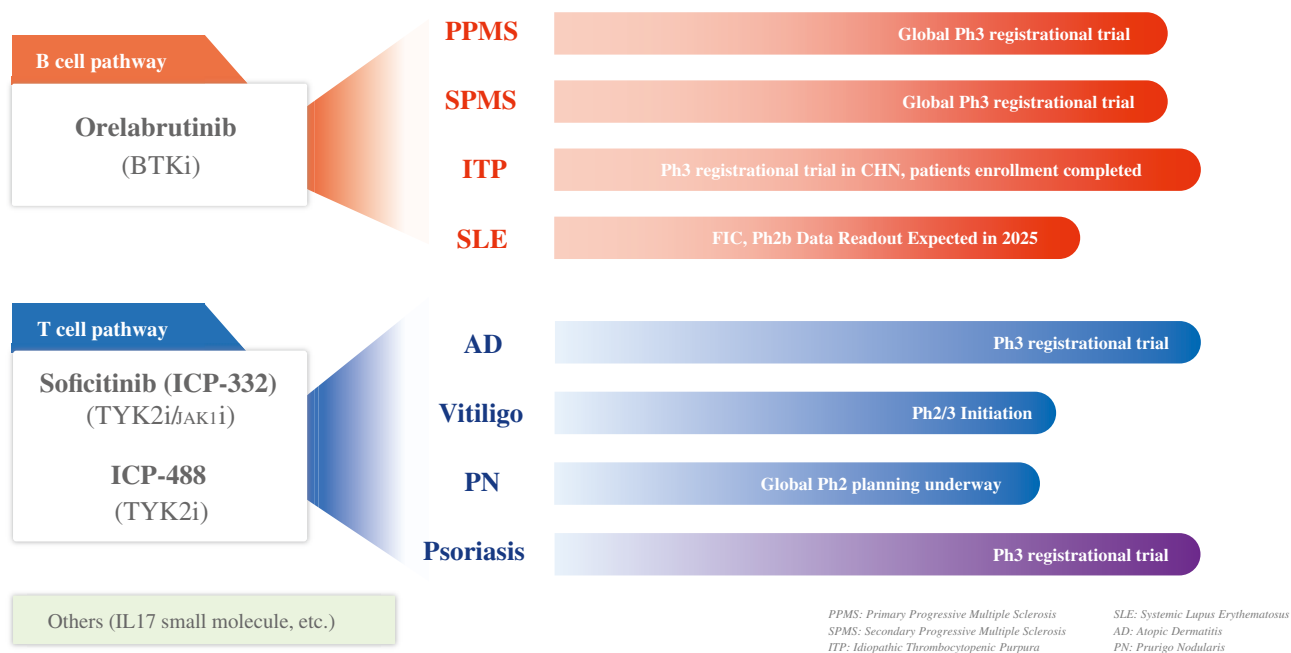 B cell pathway
Orelabrutinib
(BTKi)
PPMS
Global Ph3 registrational trial
SPMS
Global Ph3 registrational trial
ITP
Ph3 registrational trial in CHN, patients enrollment completed
SLE
FIC, Ph2b Data Readout Expected in 2025
T cell pathway
Soficitinib (ICP-332)
(TYK2i/JAK1i)
ICP-488
(TYK2i)
AD
Ph3 registrational trial
Vitiligo
Ph2/3 Initiation
PN
Global Ph2 planning underway
Psoriasis
Ph3 registrational trial
Others (IL17 small molecule, etc.)
PPMS: Primary Progressive Multiple Sclerosis
SPMS: Secondary Progressive Multiple Sclerosis
ITP: Idiopathic Thrombocytopenic Purpura
SLE: Systemic Lupus Erythematosus
AD: Atopic Dermatitis
PN: Prurigo Nodularis